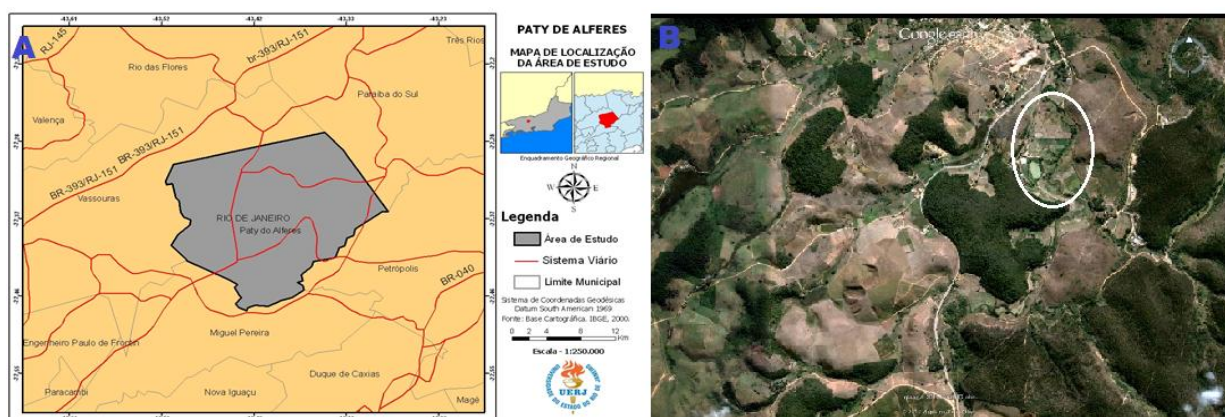 A
-43,61
-43,52
-43,42
-43,33
-43,23
RJ-145
br-393/RJ-151
Três Rios
Rio das Flores
Paraíba do Sul
Valença
BR-393/RJ-151
BR-393/RJ-151
Vassouras
RIO DE JANEIRO
Paty do Alferes
Petrópolis
BR-040
Miguel Pereira
Engenheiro Paulo de Frontin
Duque de Caxias
Paracambi
Nova Iguaçu
Magé
PATY DE ALFERES
MAPA DE LOCALIZAÇÃO
DA ÁREA DE ESTUDO
Enquadramento Geográfico Regional
N
W
E
S
Legenda
Área de Estudo
Sistema Viário
Limite Municipal
Sistema de Coordenadas Geodésicas
Datum South American 1969
Fonte: Base Cartográfica. IBGE, 2000.
0 2 4 8 12
Km
Escala - 1:250.000
UERJ
B
Google